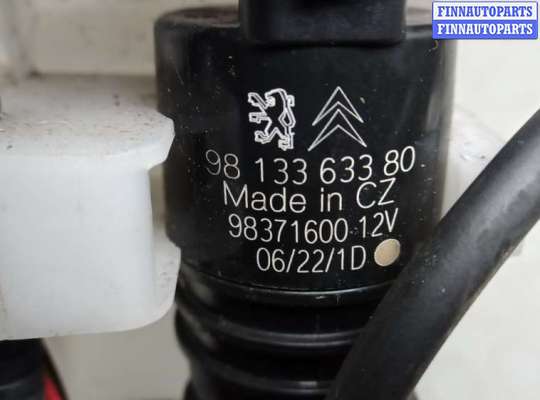 FINNAUTOPARTS
FINNAUTOPARTS
98 133 633 80
Made in CZ
98371600 12V
06/22/1D